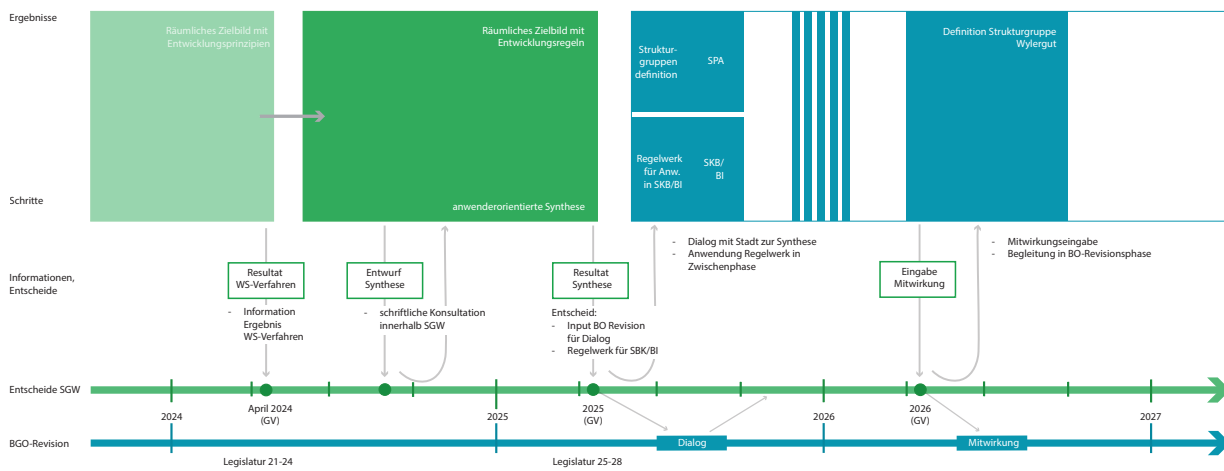 Ergebnisse
Räumliches Zielbild mit
Entwicklungsprinzipien
Räumliches Zielbild mit
Entwicklungsregeln
Struktur-
gruppen
definition
SPA
Definition Strukturgruppe
Wylergut
Regelwerk
für Anw.
in SKB/BI
SKB/
BI
Schritte
anwenderorientierte Synthese
Informationen,
Entscheide
Resultat
WS-Verfahren
- Information
Ergebnis
WS-Verfahren
Entwurf
Synthese
- schriftliche Konsultation
innerhalb SGW
Resultat
Synthese
Entscheid:
- Input BO Revision
für Dialog
- Regelwerk für SBK/BI
- Dialog mit Stadt zur Synthese
- Anwendung Regelwerk in
Zwischenphase
Eingabe
Mitwirkung
- Mitwirkungseingabe
- Begleitung in BO-Revisionsphase
Entscheide SGW
2024
April 2024
(GV)
2025
2025
(GV)
2026
2026
(GV)
2027
BGO-Revision
Dialog
Mitwirkung
Legislatur 21-24
Legislatur 25-28